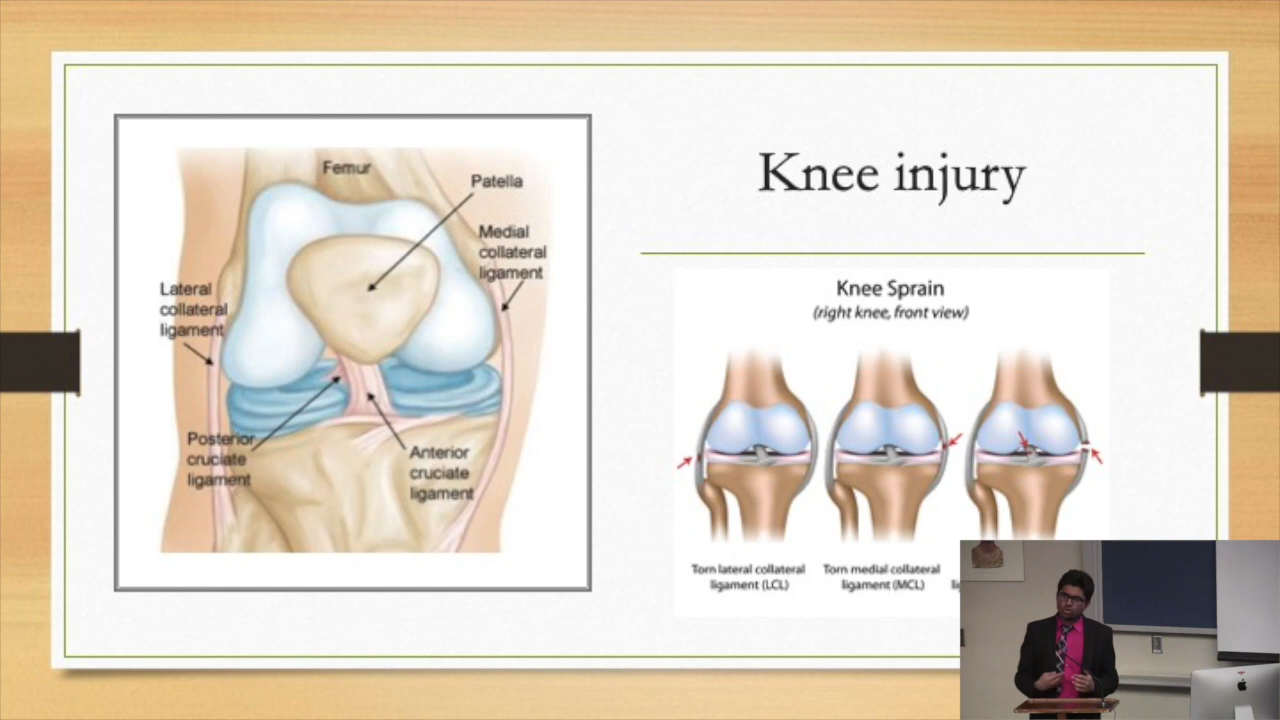 Femur
Patella
Medial
collateral
ligament
Lateral
collateral
ligament
Posterior
cruciate
ligament
Anterior
cruciate
ligament
Knee injury
Knee Sprain
(right knee, front view)
Torn lateral collateral
ligament (LCL)
Torn medial collateral
ligament (MCL)